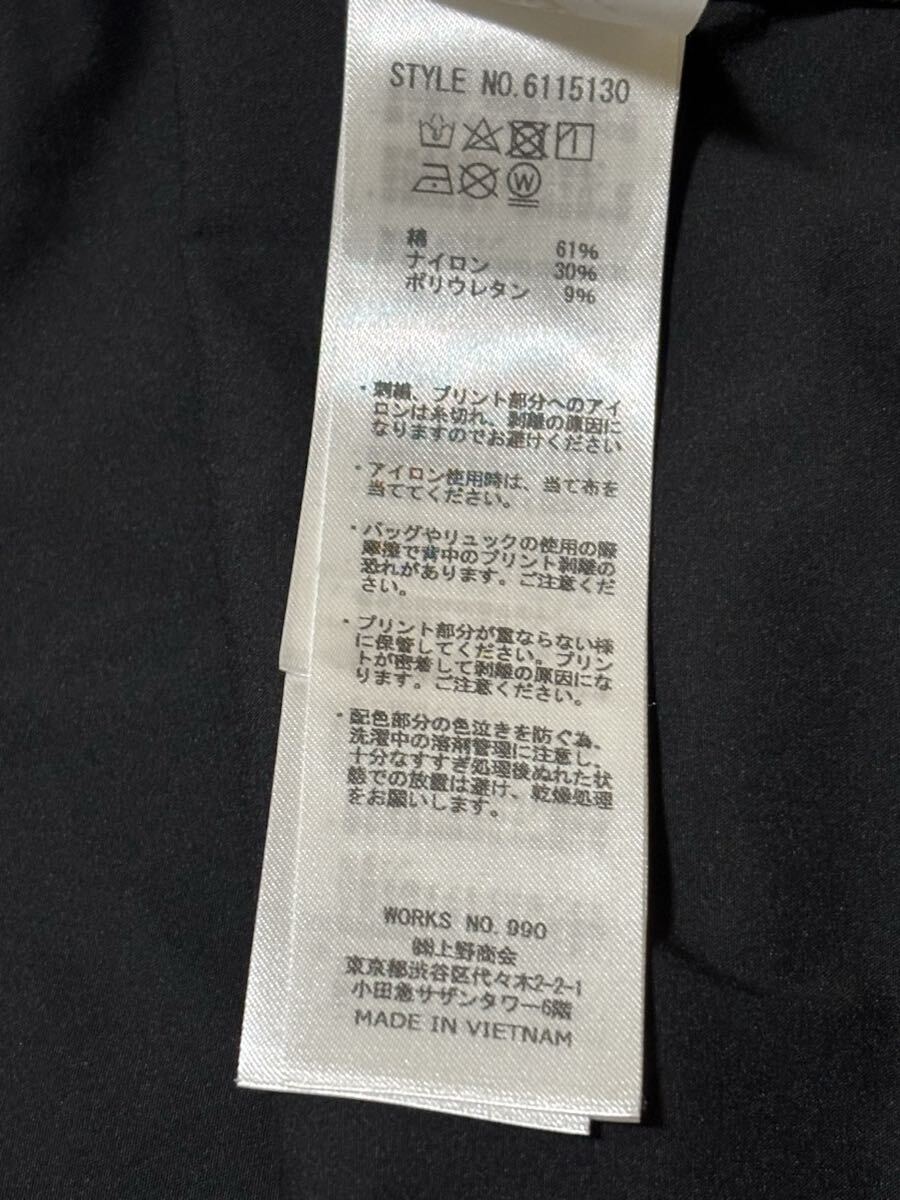 STYLE NO.6115130
W
綿 61%
ナイロン 30%
ポリウレタン 9%
・刺繍、プリント部分へのアイ
ロンは糸切れ、剥離の原因に
なりますのでお避けください
・アイロン使用時は、当て布を
当ててください。
・バッグやリュックの使用の際
摩擦で背中のプリント剥離の
恐れがあります。ご注意くだ
さい。
・プリント部分が重ならない様
に保管してください。プリン
トが密着して剥離の原因にな
ります。ご注意ください。
・配色部分の色泣きを防ぐ為、
洗濯中の溶剤管理に注意し、
十分なすすぎ処理後ぬれた状
態での放置は避け、乾燥処理
をお願いします。
WORKS NO. 990
㈱上野商会
東京都渋谷区代々木2-2-1
小田急サザンタワー6階
MADE IN VIETNAM